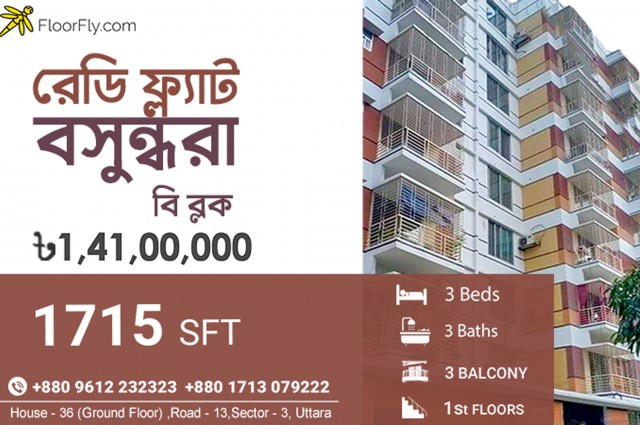 FloorFly.com
রেডি ফ্ল্যাট
বসুন্ধরা
বি ব্লক
৳1,41,00,000
1715 SFT
3 Beds
3 Baths
3 BALCONY
1St FLOORS
+880 9612 232323 +880 1713 079222
House - 36 (Ground Floor) ,Road - 13,Sector - 3, Uttara